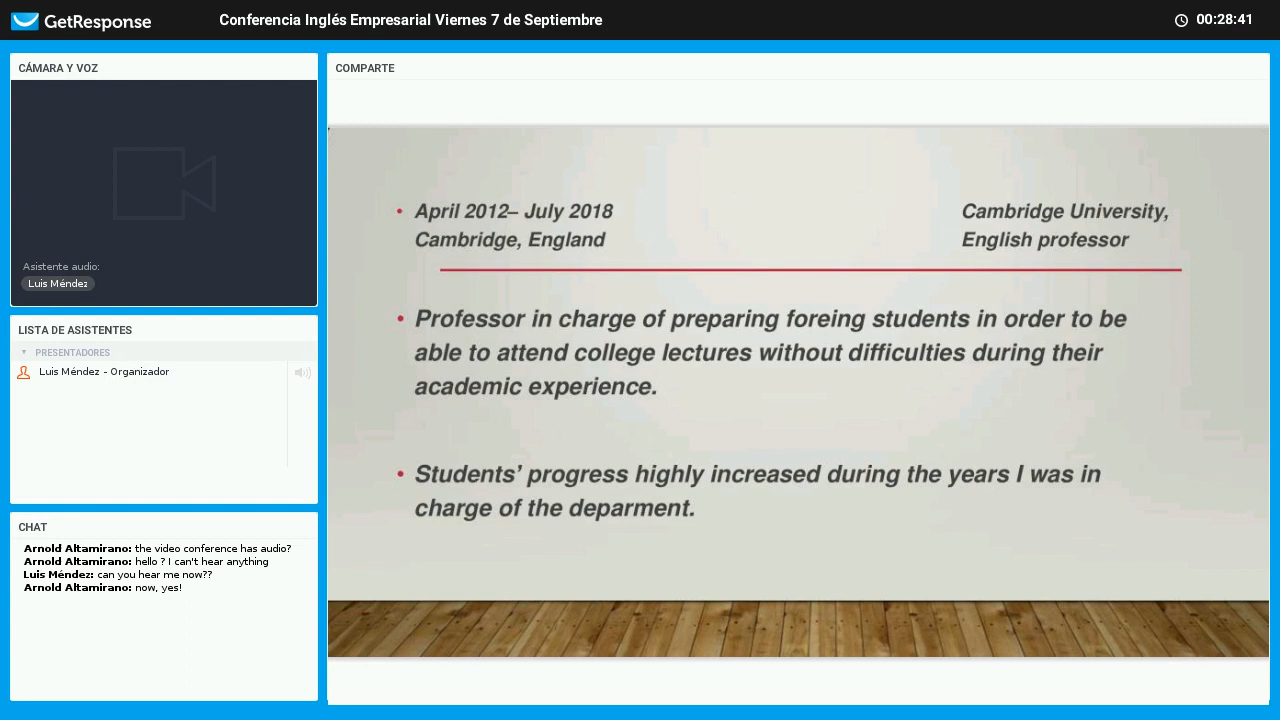 GetResponse
Conferencia Inglés Empresarial Viernes 7 de Septiembre
00:28:41
CÁMARA Y VOZ
Asistente audio:
Luis Méndez
LISTA DE ASISTENTES
PRESENTADORES
Luis Méndez - Organizador
CHAT
Arnold Altamirano: the video conference has audio?
Arnold Altamirano: hello ? I can't hear anything
Luis Méndez: can you hear me now??
Arnold Altamirano: now, yes!
COMPARTE
• April 2012– July 2018
Cambridge, England
Cambridge University,
English professor
• Professor in charge of preparing foreing students in order to be
able to attend college lectures without difficulties during their
academic experience.
• Students’ progress highly increased during the years I was in
charge of the deparment.